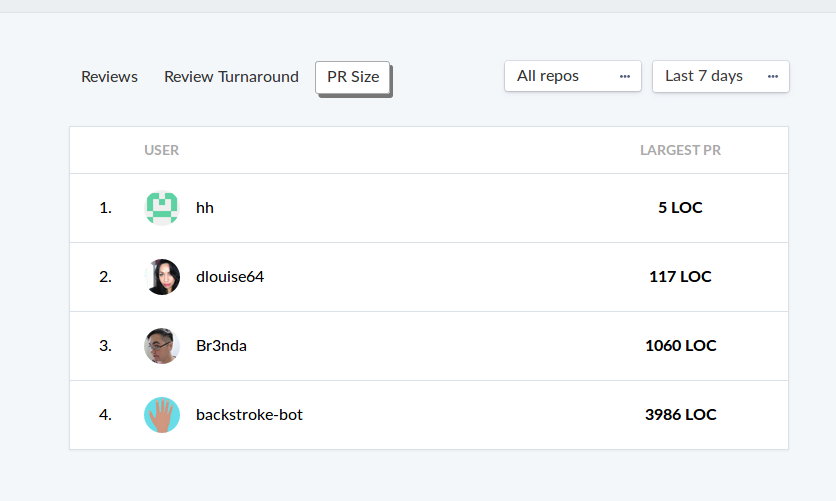 Reviews Review Turnaround PR Size All repos ··· Last 7 days ···
USER LARGEST PR
1. hh 5 LOC
2. dlouise64 117 LOC
3. Br3nda 1060 LOC
4. backstroke-bot 3986 LOC